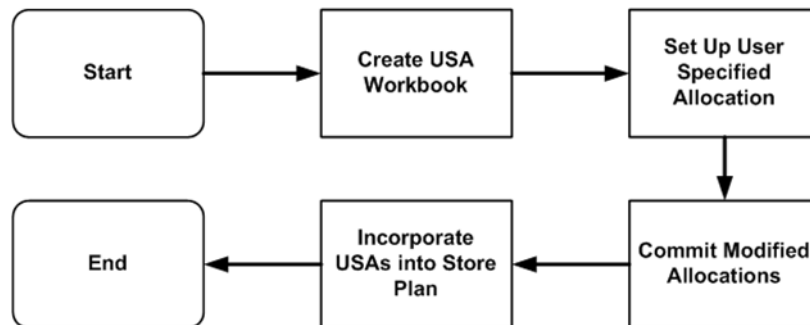 Start
Create USA
Workbook
Set Up User
Specified
Allocation
Commit Modified
Allocations
Incorporate
USAs into Store
Plan
End